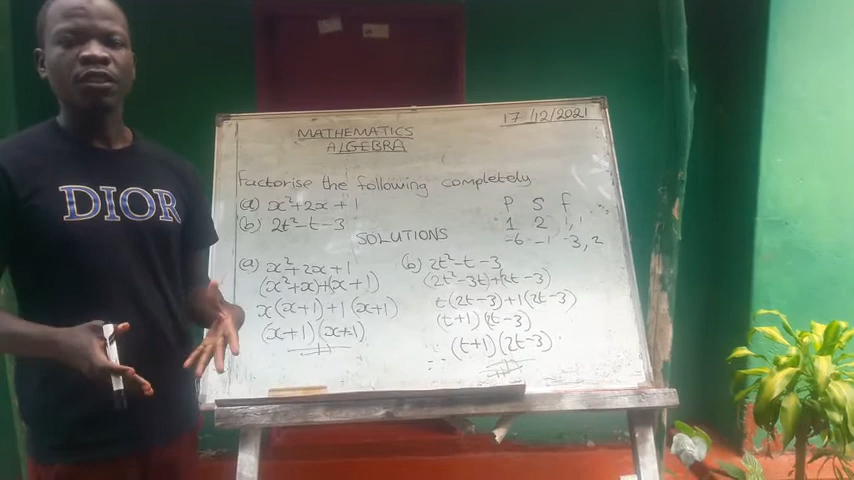 DIOR
17/12/2021
MATHEMATICS
ALGEBRA
Factorise the following completely
(a) x²+2x+1
(b) 2t²-t-3
P S f
1 2 1,1
-6 -1 -3,2
SOLUTIONS
(a) x²+2x+1
(x²+x)+(x+1)
x(x+1)+1(x+1)
(x+1)(x+1)
(b) 2t²-t-3
(2t²-3t)+(2t-3)
t(2t-3)+1(2t-3)
(t+1)(2t-3)
∴ (t+1)(2t-3)